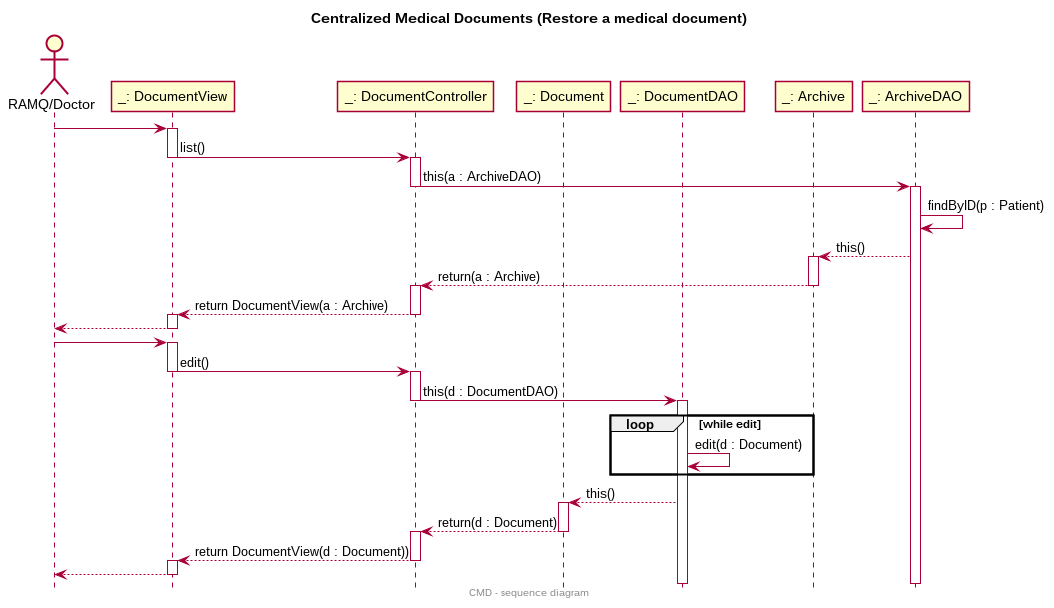 Centralized Medical Documents (Restore a medical document)
RAMQ/Doctor
_: DocumentView
_: DocumentController
_: Document
_: DocumentDAO
_: Archive
_: ArchiveDAO
list()
this(a : ArchiveDAO)
findByID(p : Patient)
this()
return(a : Archive)
return DocumentView(a : Archive)
edit()
this(d : DocumentDAO)
loop
[while edit]
edit(d : Document)
this()
return(d : Document)
return DocumentView(d : Document))
CMD - sequence diagram